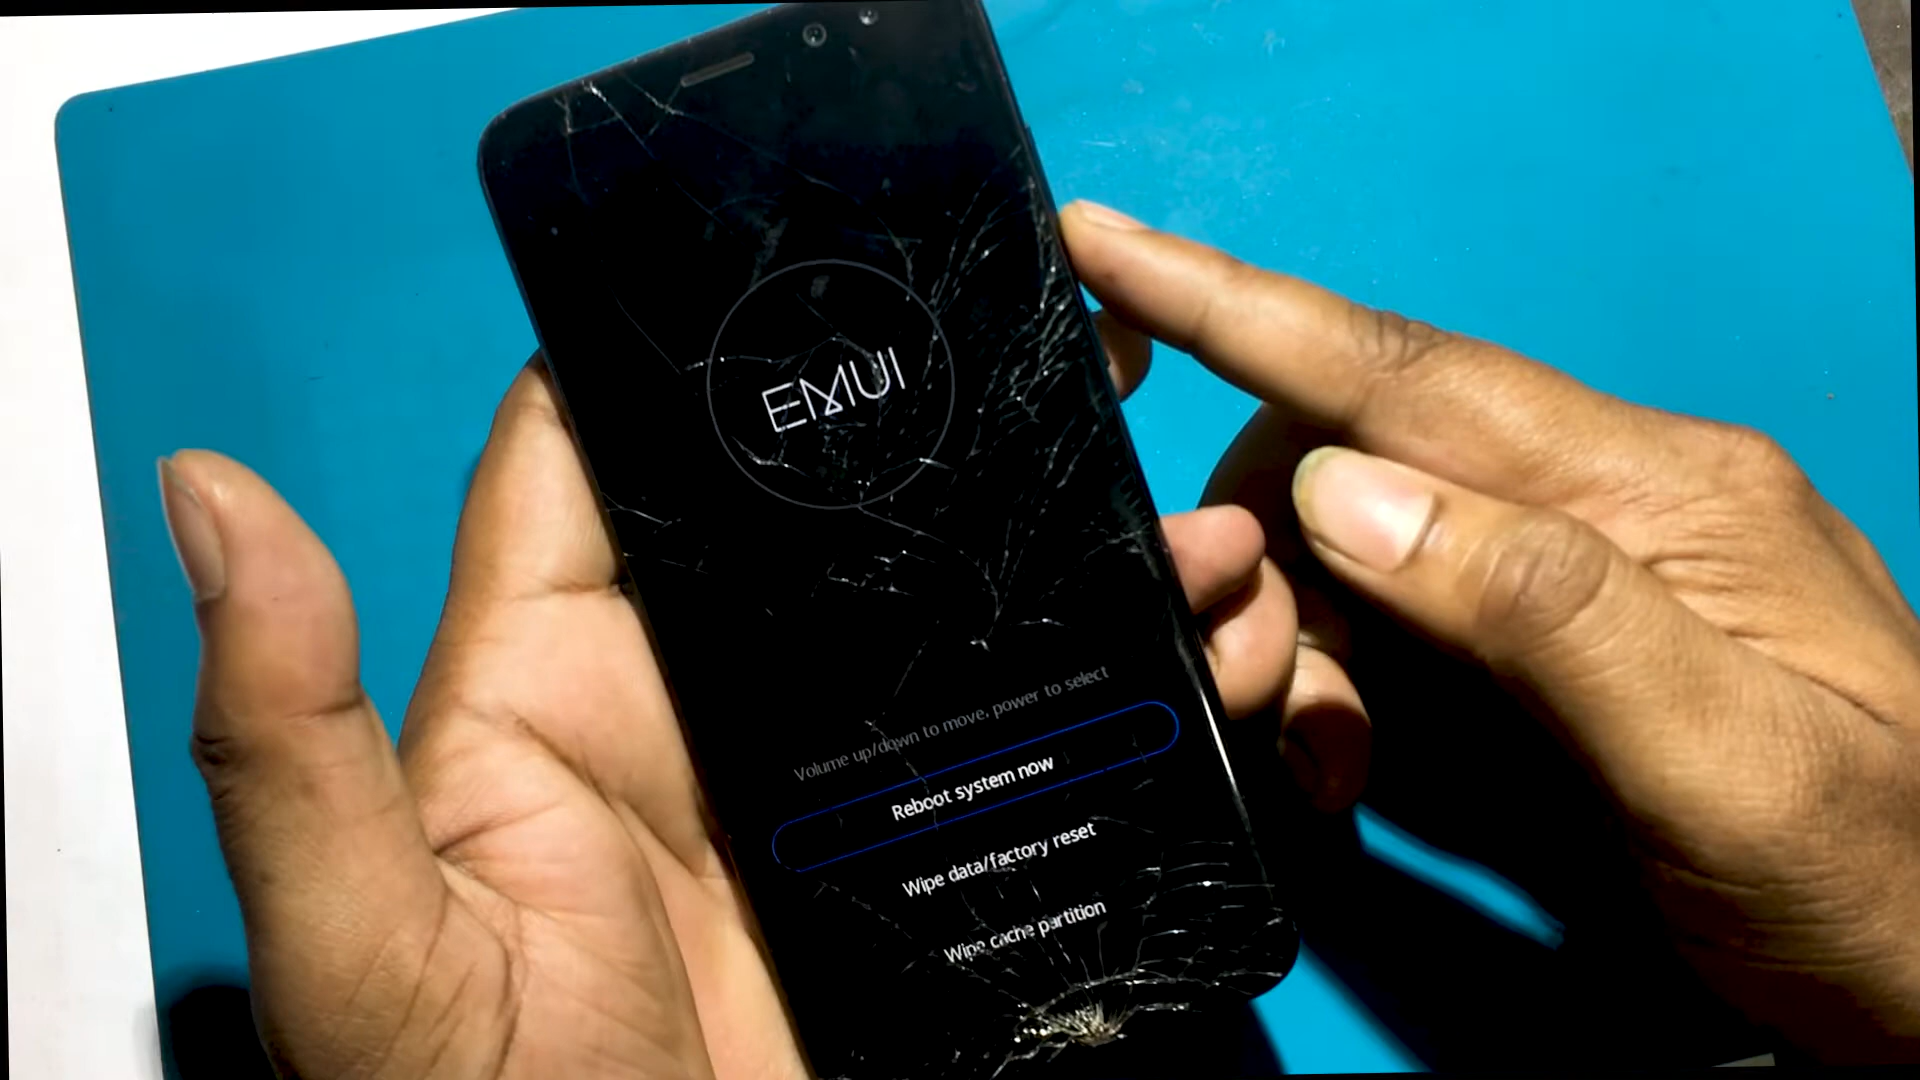 EMUI
Volume up/down to move, power to select
Reboot system now
Wipe data/factory reset
Wipe cache partition